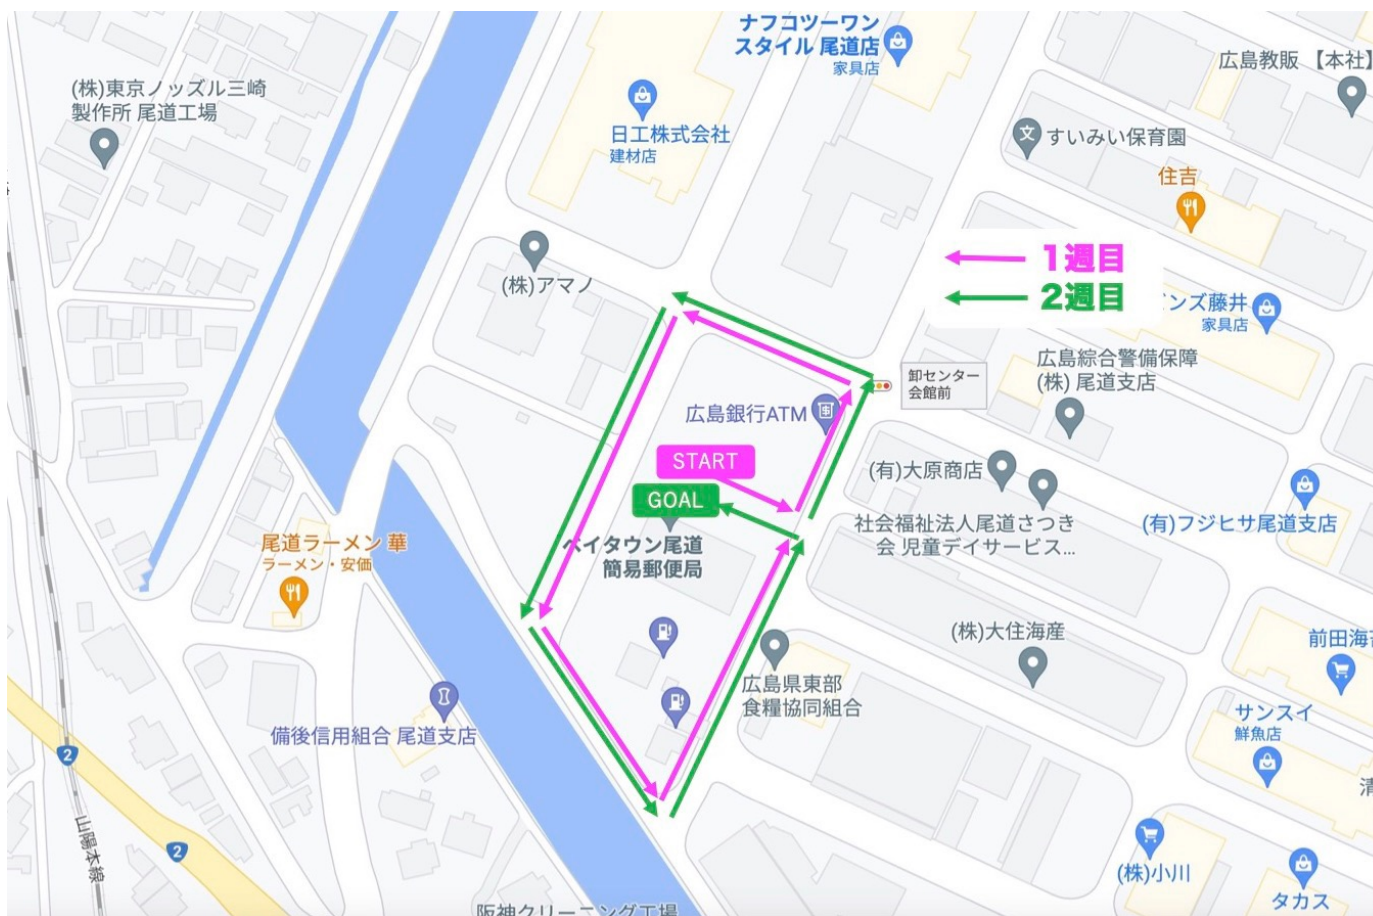 ナフコツーワン
スタイル 尾道店
家具店
広島教販 【本社】
(株)東京ノッズル三崎
製作所 尾道工場
日工株式会社
建材店
文
すいみい保育園
住吉
1週目
2週目
(株)アマノ
ンズ藤井
家具店
広島綜合警備保障
(株) 尾道支店
卸センター
会館前
広島銀行ATM
START
(有)大原商店
GOAL
社会福祉法人尾道さつき
会 児童デイサービス...
(有)フジヒサ尾道支店
尾道ラーメン 華
ラーメン・安価
ベイタウン尾道
簡易郵便局
(株)大住海産
前田海
広島県東部
食糧協同組合
サンスイ
鮮魚店
備後信用組合 尾道支店
2
清
山陽本線
2
(株)小川
タカス
阪神クリーニング工場